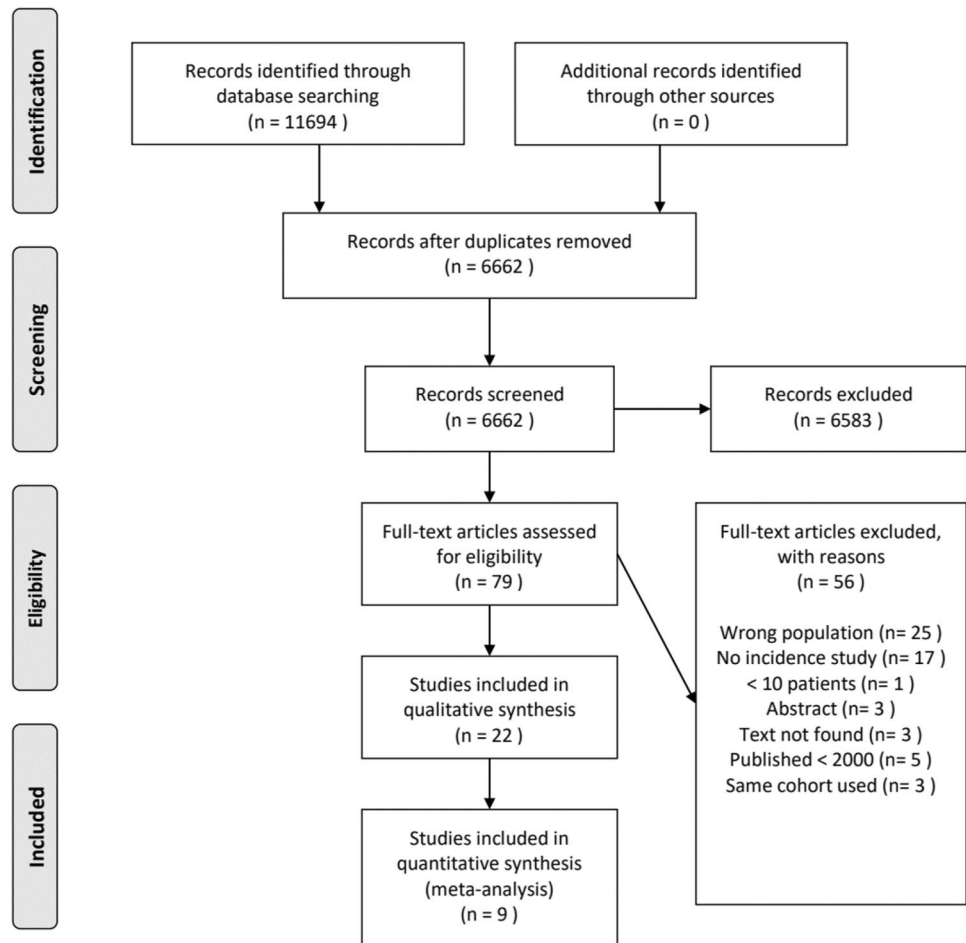 Identification
Records identified through
database searching
(n = 11694 )
Additional records identified
through other sources
(n = 0 )
Records after duplicates removed
(n = 6662 )
Screening
Records screened
(n = 6662 )
Records excluded
(n = 6583 )
Eligibility
Full-text articles assessed
for eligibility
(n = 79 )
Full-text articles excluded,
with reasons
(n = 56 )
Wrong population (n= 25 )
No incidence study (n= 17 )
< 10 patients (n= 1 )
Abstract (n= 3 )
Text not found (n= 3 )
Published < 2000 (n= 5 )
Same cohort used (n= 3 )
Studies included in
qualitative synthesis
(n = 22 )
Included
Studies included in
quantitative synthesis
(meta-analysis)
(n = 9 )